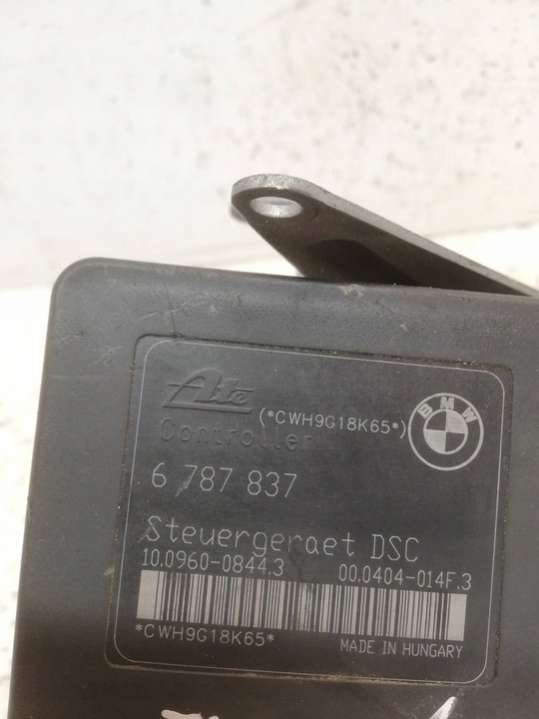 Ate
(*CWH9G18K65*)
BMW
Controller
6 787 837
Steuergeraet DSC
10.0960-0844.3 00.0404-014F.3
*CWH9G18K65*
MADE IN HUNGARY